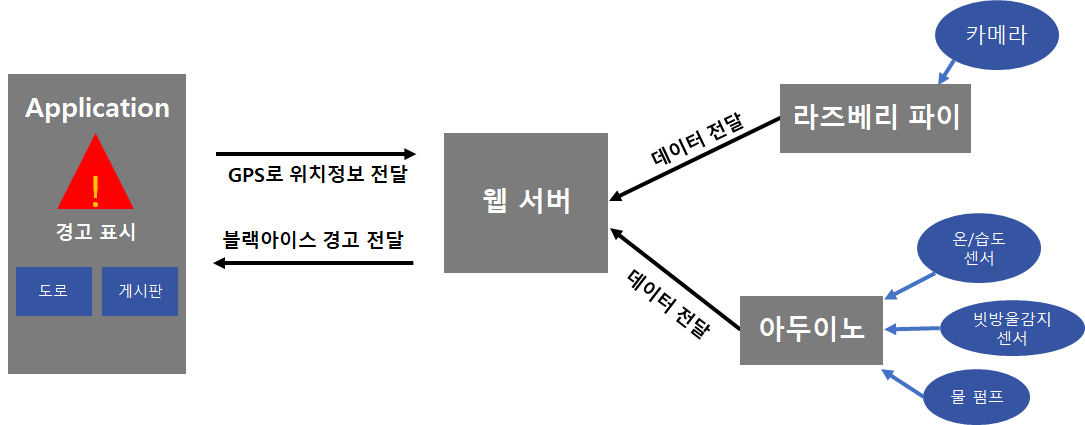 Application
!
경고 표시
도로
게시판
GPS로 위치정보 전달
블랙아이스 경고 전달
웹 서버
데이터 전달
데이터 전달
카메라
라즈베리 파이
온/습도
센서
빗방울감지
센서
아두이노
물 펌프